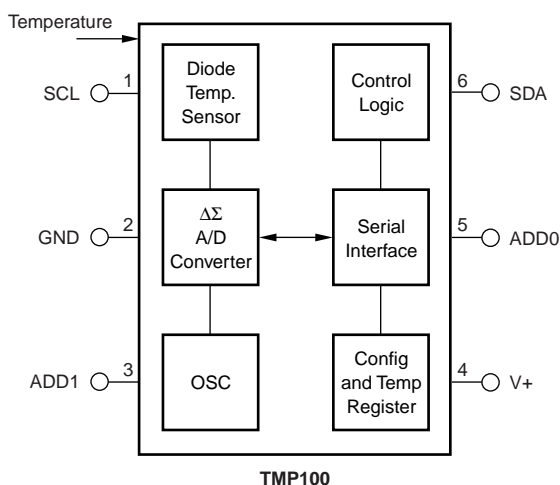 Temperature
SCL
1
Diode
Temp.
Sensor
Control
Logic
6
SDA
GND
2
ΔΣ
A/D
Converter
Serial
Interface
5
ADD0
ADD1
3
OSC
Config
and Temp
Register
4
V+
TMP100